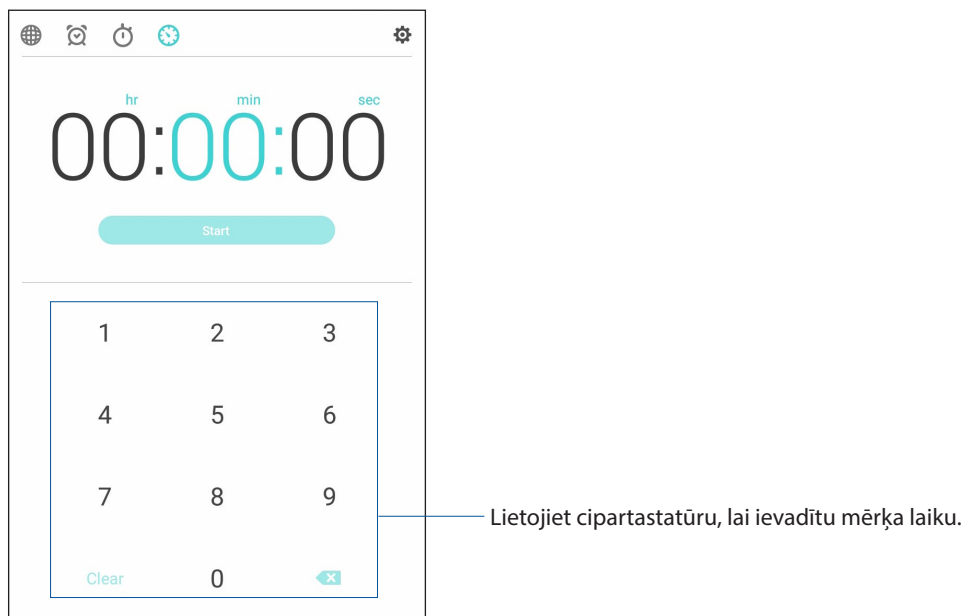 hr min sec
00:00:00
Start
1 2 3
4 5 6
7 8 9
Lietojiet cipartastatūru, lai ievadītu mērķa laiku.
Clear 0